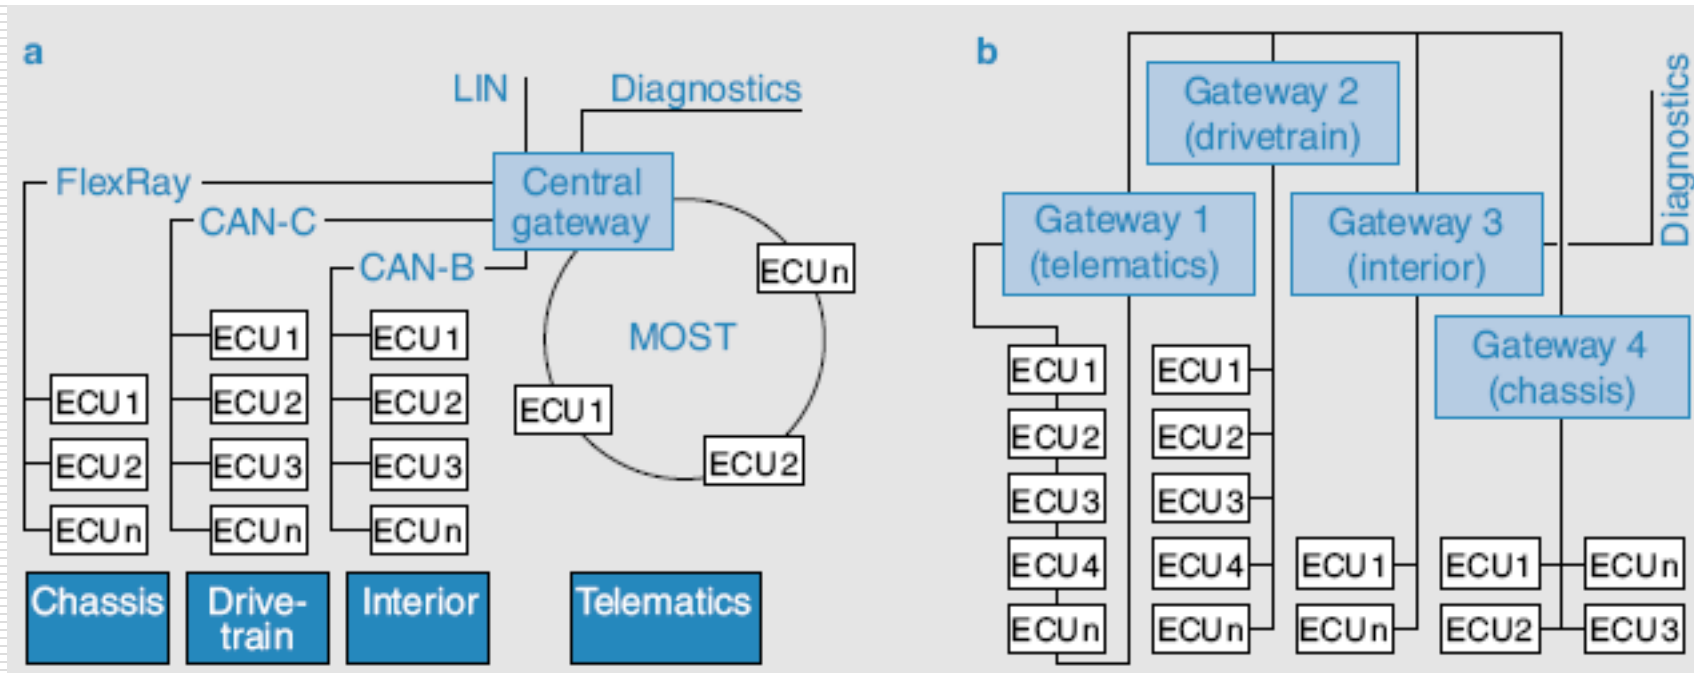 a
LIN
Diagnostics
FlexRay
CAN-C
CAN-B
Central
gateway
MOST
ECUn
ECU1
ECU2
ECU1
ECU2
ECUn
ECU1
ECU2
ECU3
ECUn
ECU1
ECU2
ECU3
ECUn
Chassis
Drive-
train
Interior
Telematics
b
Gateway 2
(drivetrain)
Gateway 1
(telematics)
Gateway 3
(interior)
Gateway 4
(chassis)
Diagnostics
ECU1
ECU2
ECU3
ECU4
ECUn
ECU1
ECU2
ECU3
ECU4
ECUn
ECU1
ECUn
ECU1
ECU2
ECUn
ECU3